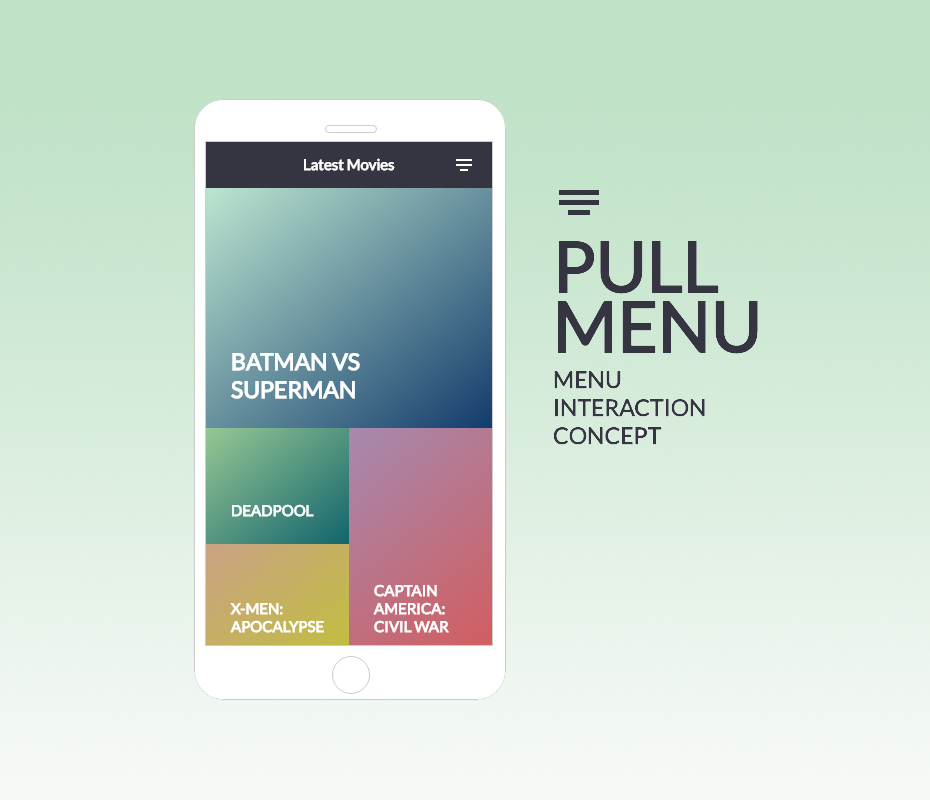 Latest Movies
BATMAN VS
SUPERMAN
DEADPOOL
X-MEN:
APOCALYPSE
CAPTAIN
AMERICA:
CIVIL WAR
PULL
MENU
MENU
INTERACTION
CONCEPT